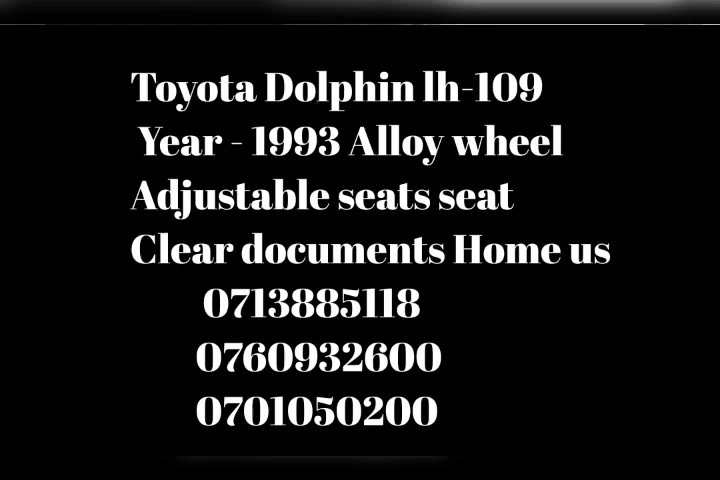 Toyota Dolphin lh-109
Year - 1993 Alloy wheel
Adjustable seats seat
Clear documents Home us
0713885118
0760932600
0701050200